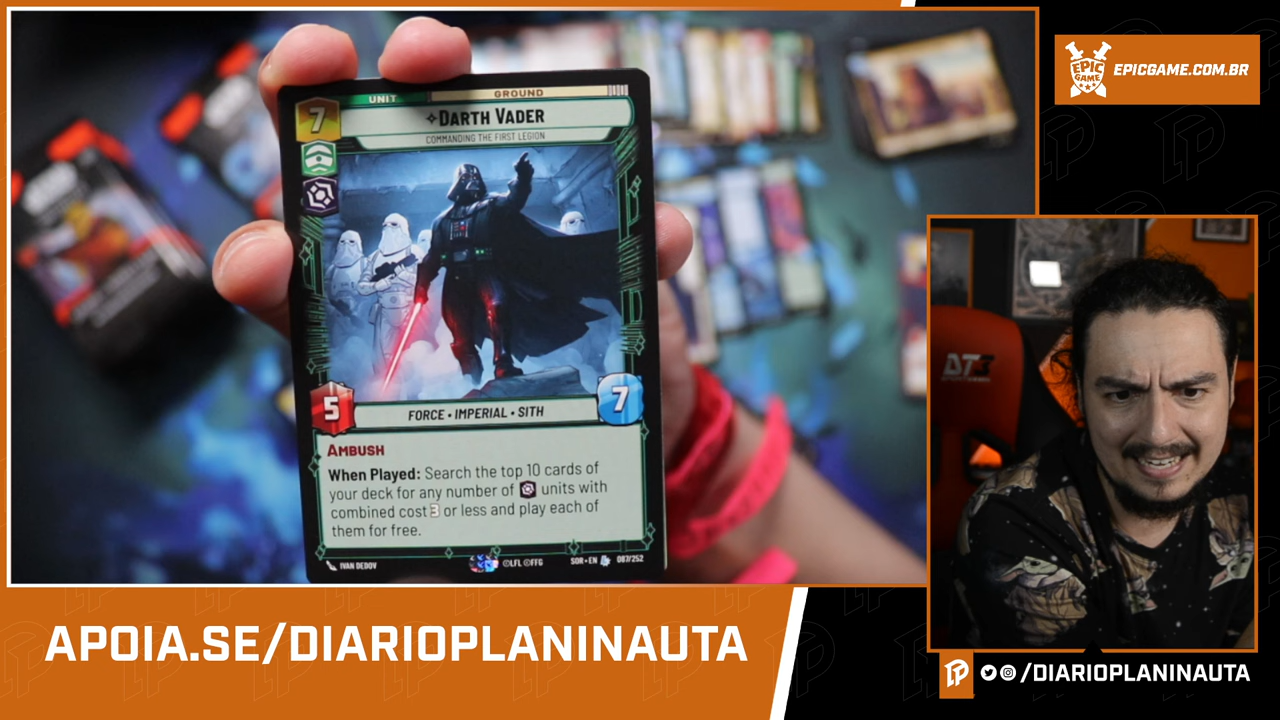 UNIT
GROUND
7
DARTH VADER
COMMANDING THE FIRST LEGION
5
FORCE • IMPERIAL • SITH
7
AMBUSH
When Played: Search the top 10 cards of
your deck for any number of units with
combined cost 3 or less and play each of
them for free.
IVAN DEDOV
©LFL ©FFG
SOR • EN
087/252
EPIC
GAME
EPICGAME.COM.BR
DT3
APOIA.SE/DIARIOPLANINAUTA
/DIARIOPLANINAUTA